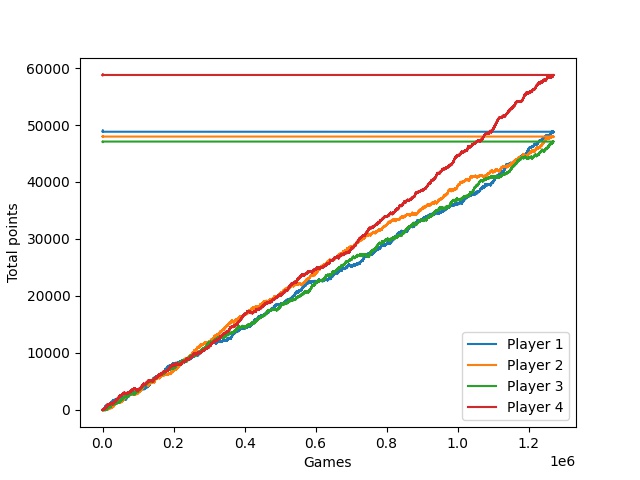 60000
50000
40000
30000
20000
10000
0
Total points
0.0 0.2 0.4 0.6 0.8 1.0 1.2
1e6
Games
Player 1
Player 2
Player 3
Player 4